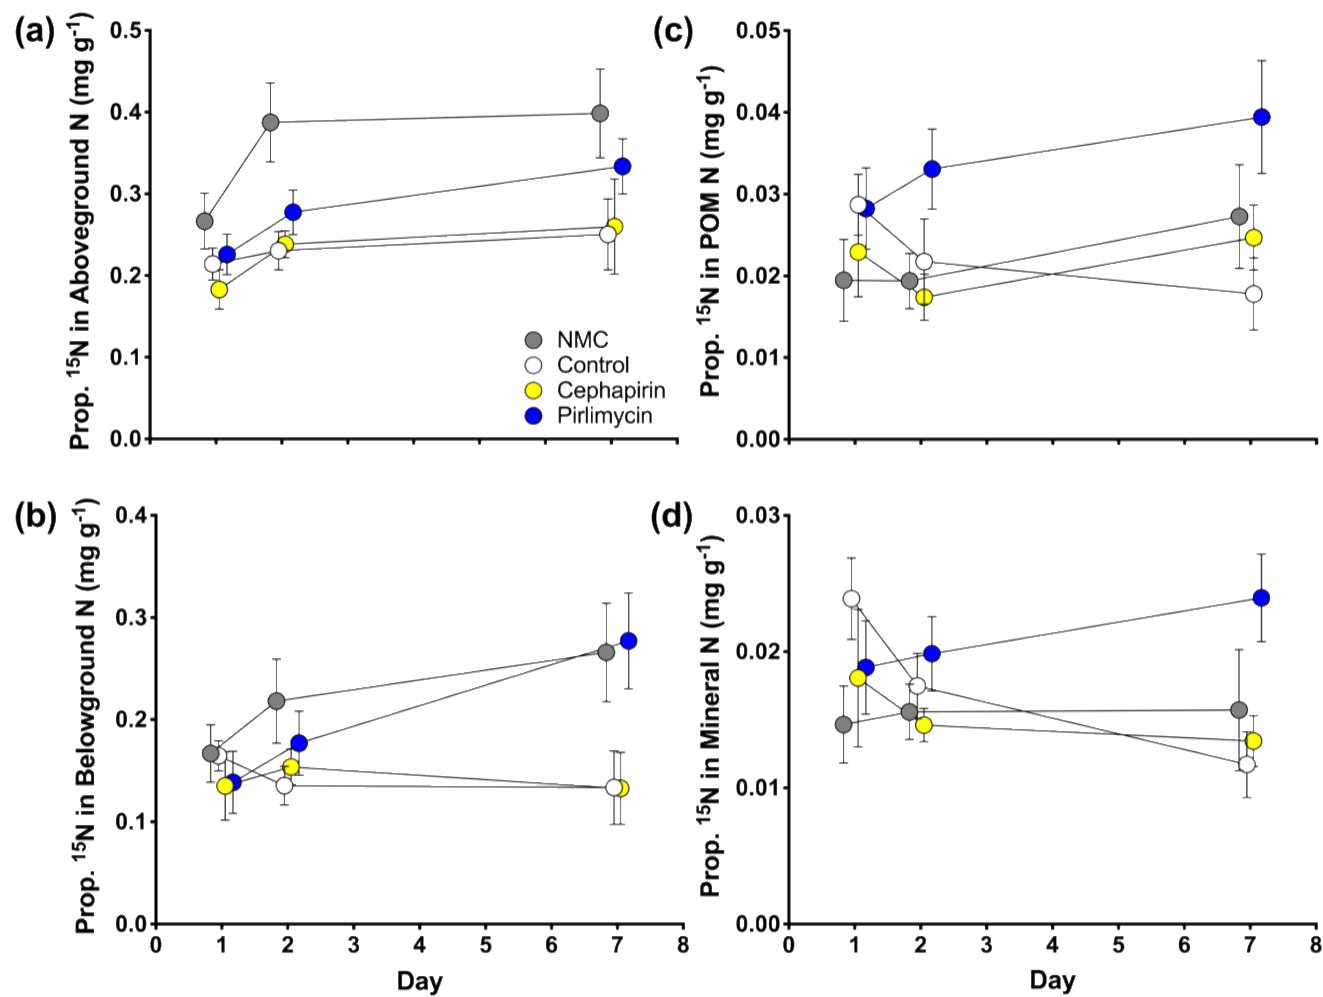 (a)
Prop. ¹⁵N in Aboveground N (mg g⁻¹)
0.5
0.4
0.3
0.2
0.1
0.0
NMC
Control
Cephapirin
Pirlimycin
(c)
Prop. ¹⁵N in POM N (mg g⁻¹)
0.05
0.04
0.03
0.02
0.01
0.00
(b)
Prop. ¹⁵N in Belowground N (mg g⁻¹)
0.4
0.3
0.2
0.1
0.0
0 1 2 3 4 5 6 7 8
Day
(d)
Prop. ¹⁵N in Mineral N (mg g⁻¹)
0.03
0.02
0.01
0.00
0 1 2 3 4 5 6 7 8
Day